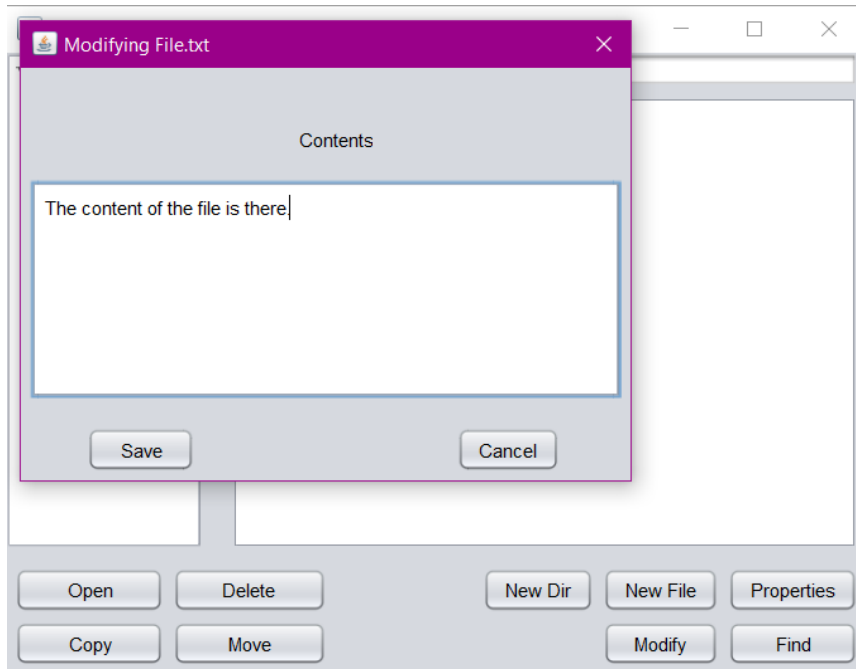 Modifying File.txt
Contents
The content of the file is there.
Save Cancel
Open Delete New Dir New File Properties
Copy Move Modify Find